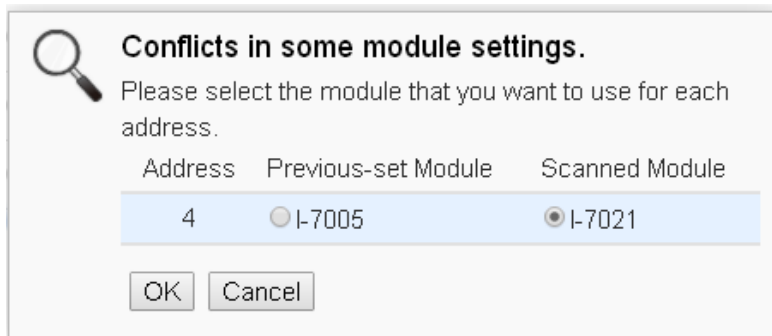 Conflicts in some module settings.
Please select the module that you want to use for each
address.
Address Previous-set Module Scanned Module
4 I-7005 I-7021
OK Cancel